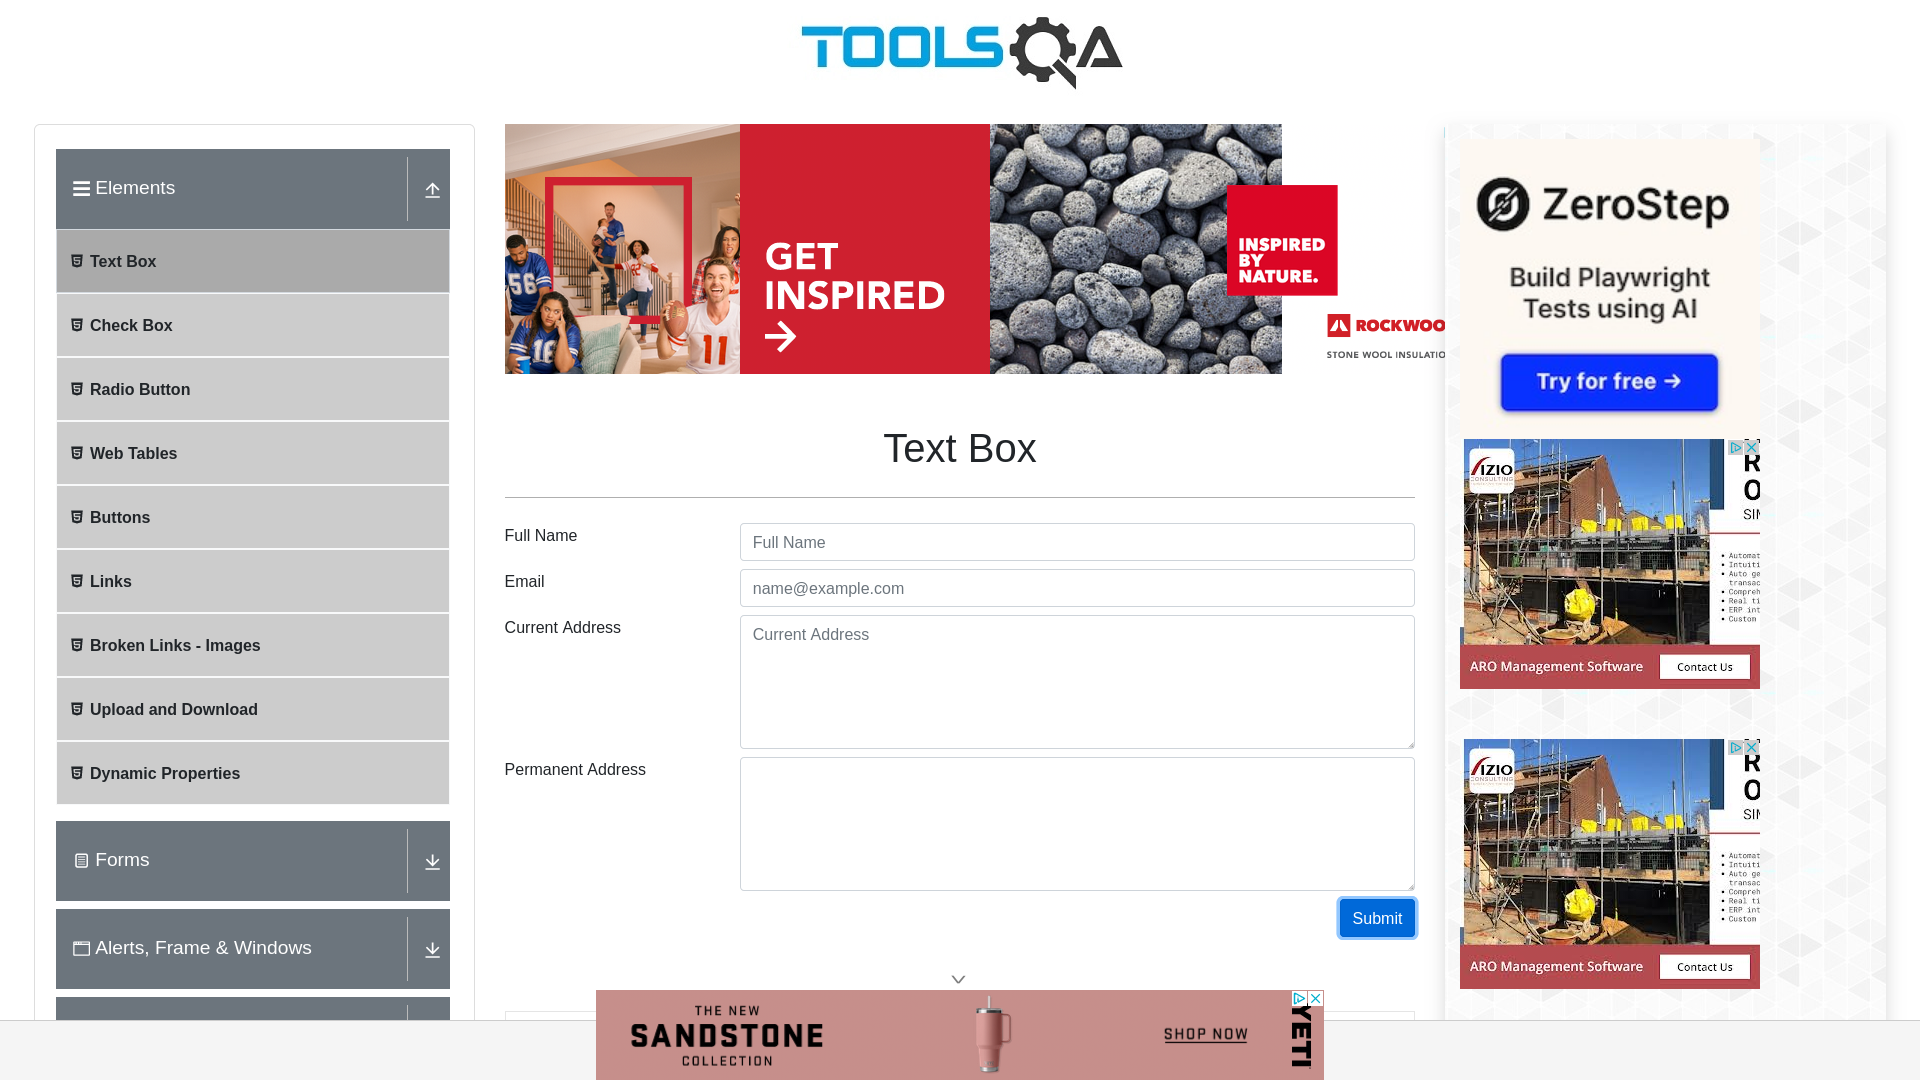 TOOLSQA
Elements
Text Box
Check Box
Radio Button
Web Tables
Buttons
Links
Broken Links - Images
Upload and Download
Dynamic Properties
Forms
Alerts, Frame & Windows
56
16
11
GET
INSPIRED
INSPIRED
BY
NATURE.
ROCKWOO
STONE WOOL INSULATIO
Text Box
Full Name
Full Name
Email
name@example.com
Current Address
Current Address
Permanent Address
Submit
ZeroStep
Build Playwright
Tests using AI
Try for free →
IZIO
CONSULTING
R
O
SIM
• Automat
• Intuiti
• Auto ge
transac
• Compreh
• Real ti
• ERP int
• Custom
ARO Management Software
Contact Us
IZIO
CONSULTING
R
O
SIM
• Automat
• Intuiti
• Auto ge
transac
• Compreh
• Real ti
• ERP int
• Custom
ARO Management Software
Contact Us
THE NEW
SANDSTONE
COLLECTION
SHOP NOW
YETI